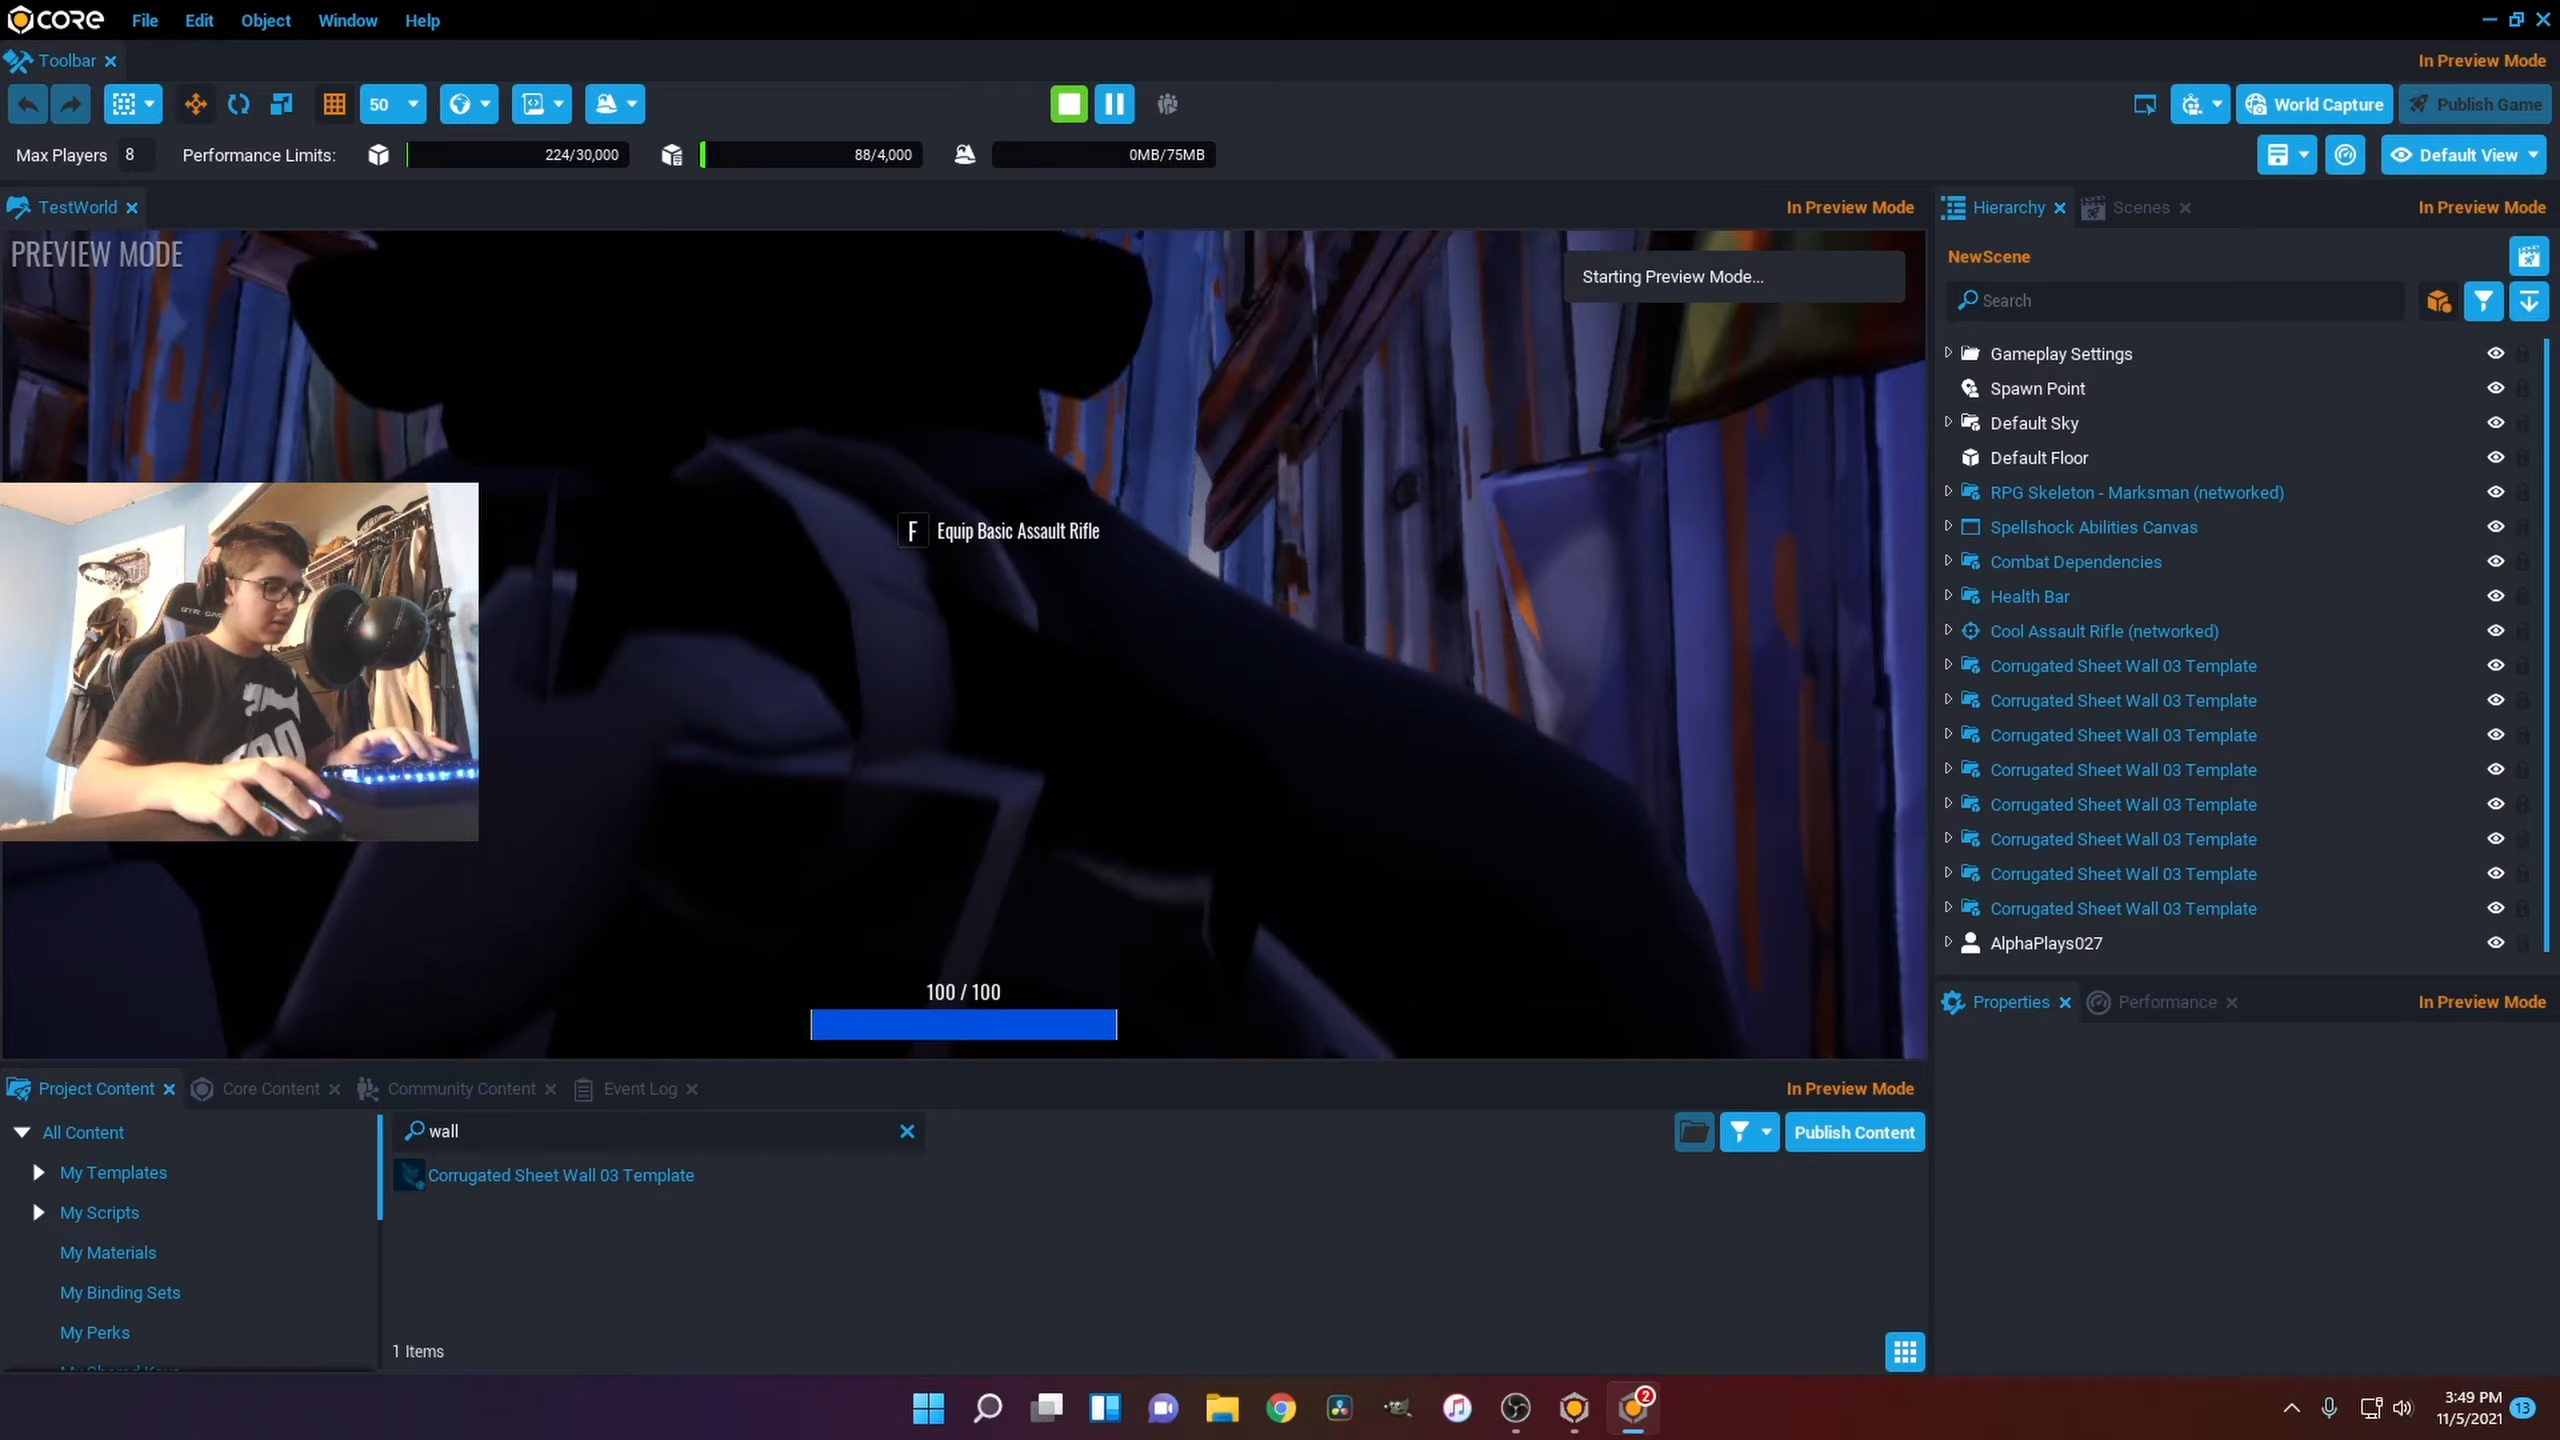 CORE File Edit Object Window Help
Toolbar In Preview Mode
50 World Capture Publish Game
Max Players 8 Performance Limits: 224/30,000 88/4,000 0MB/75MB Default View
TestWorld In Preview Mode
Hierarchy Scenes In Preview Mode
PREVIEW MODE
Starting Preview Mode...
NewScene
Search
Gameplay Settings
Spawn Point
Default Sky
Default Floor
RPG Skeleton - Marksman (networked)
Spellshock Abilities Canvas
F Equip Basic Assault Rifle
Combat Dependencies
Health Bar
Cool Assault Rifle (networked)
Corrugated Sheet Wall 03 Template
Corrugated Sheet Wall 03 Template
Corrugated Sheet Wall 03 Template
Corrugated Sheet Wall 03 Template
Corrugated Sheet Wall 03 Template
Corrugated Sheet Wall 03 Template
Corrugated Sheet Wall 03 Template
Corrugated Sheet Wall 03 Template
AlphaPlays027
100 / 100
Properties Performance In Preview Mode
Project Content Core Content Community Content Event Log In Preview Mode
All Content
wall
Publish Content
My Templates
Corrugated Sheet Wall 03 Template
My Scripts
My Materials
My Binding Sets
My Perks
1 Items
2
3:49 PM
11/5/2021
13